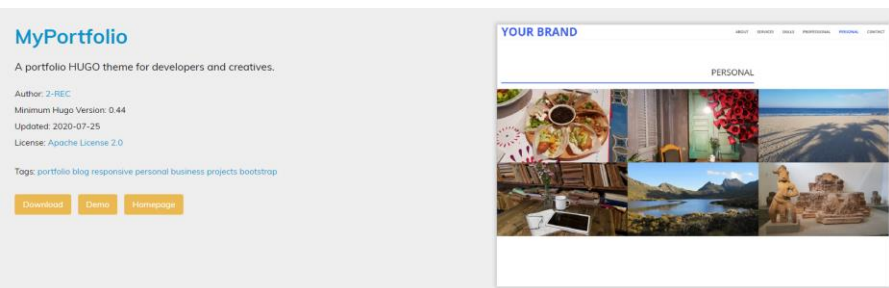 MyPortfolio
A portfolio HUGO theme for developers and creatives.
Author: 2-REC
Minimum Hugo Version: 0.44
Updated: 2020-07-25
License: Apache License 2.0
Tags: portfolio blog responsive personal business projects bootstrap
Download Demo Homepage
YOUR BRAND
ABOUT SERVICES SKILLS PROFESSIONAL PERSONAL CONTACT
PERSONAL